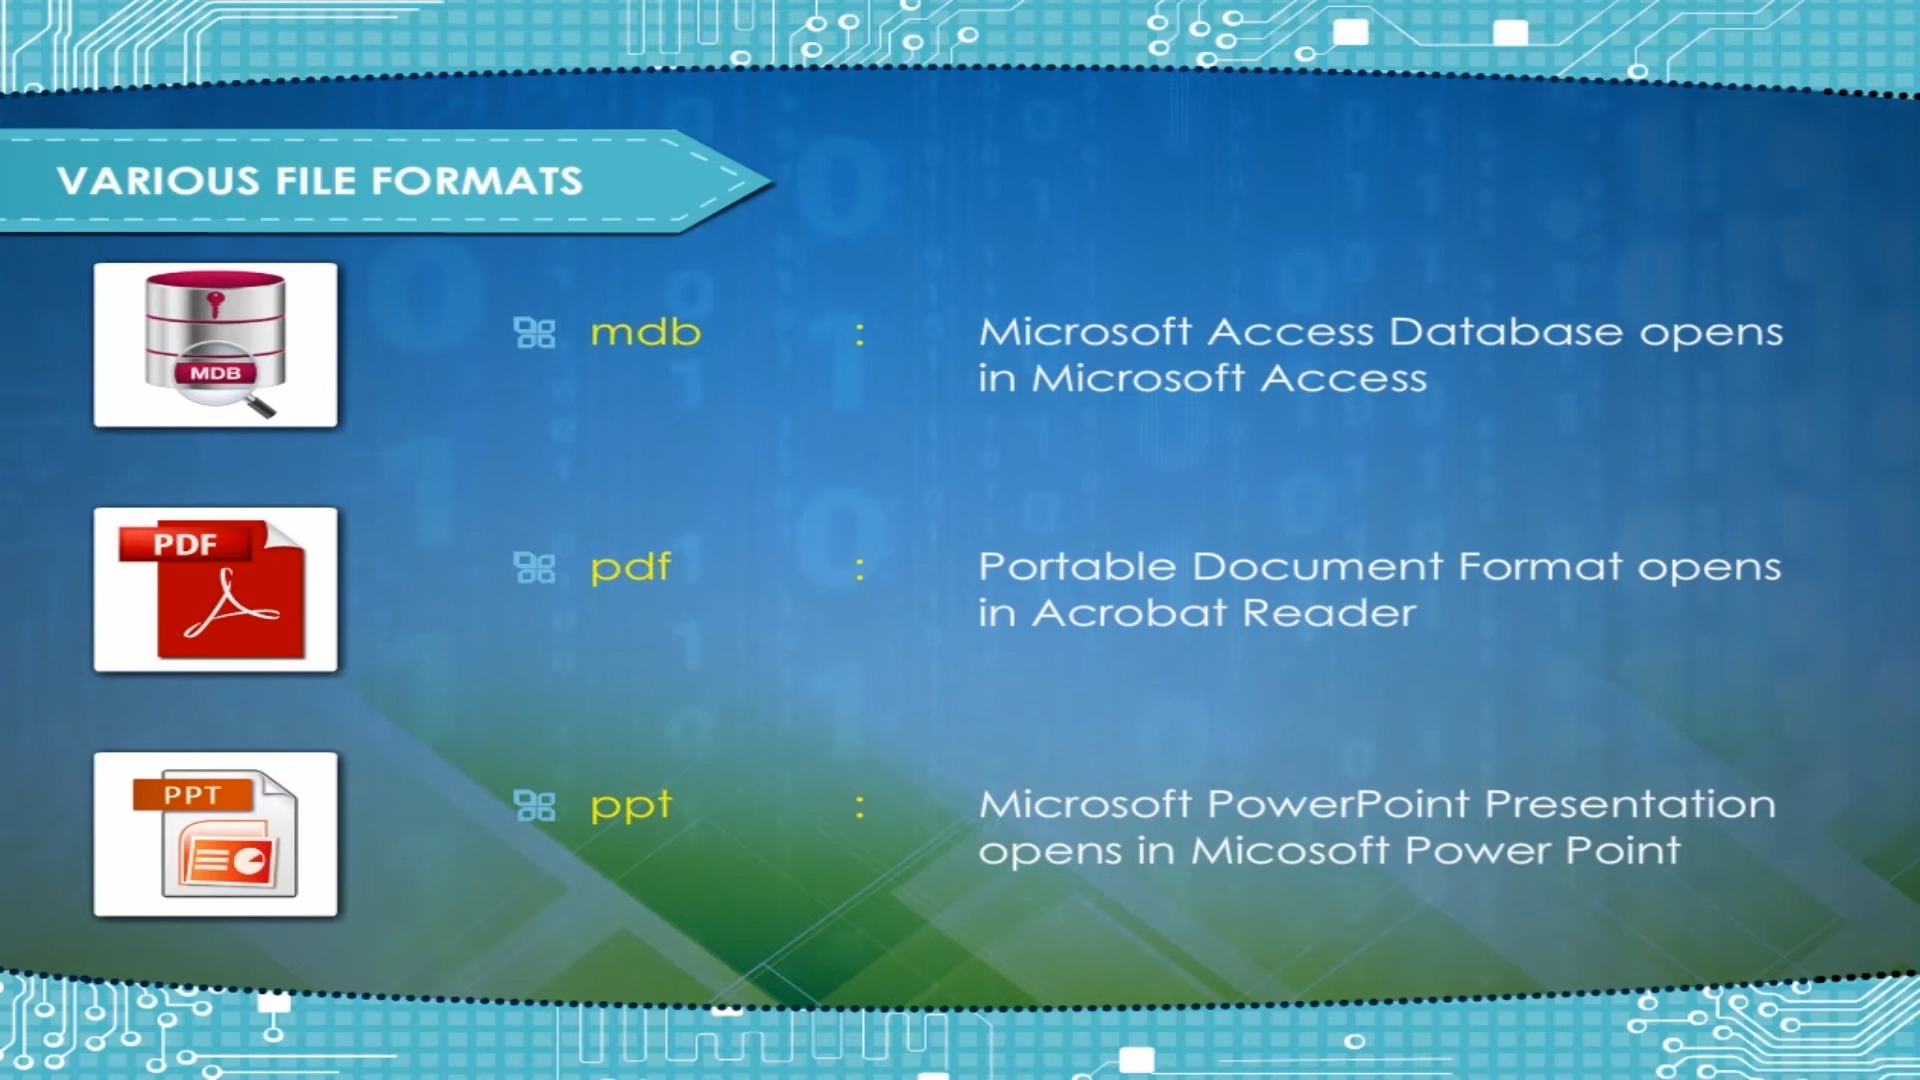 VARIOUS FILE FORMATS
MDB
mdb : Microsoft Access Database opens
in Microsoft Access
PDF
pdf : Portable Document Format opens
in Acrobat Reader
PPT
ppt : Microsoft PowerPoint Presentation
opens in Micosoft Power Point